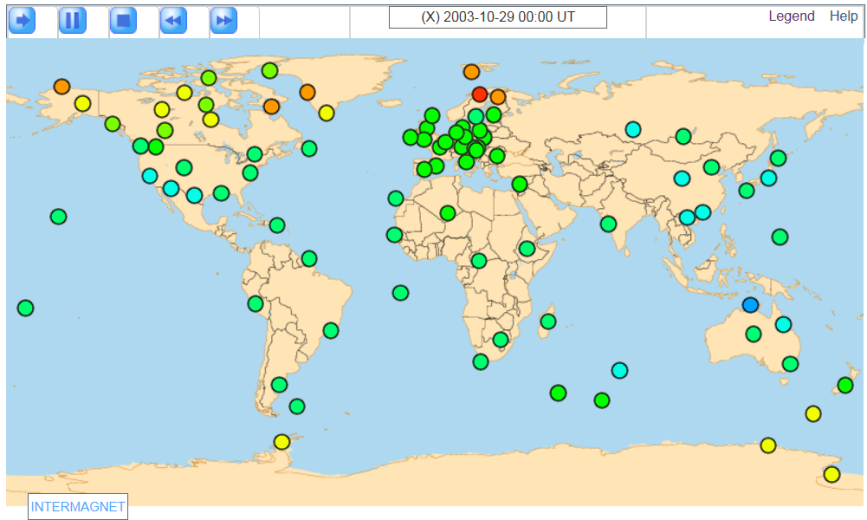 (X) 2003-10-29 00:00 UT
Legend Help
INTERMAGNET